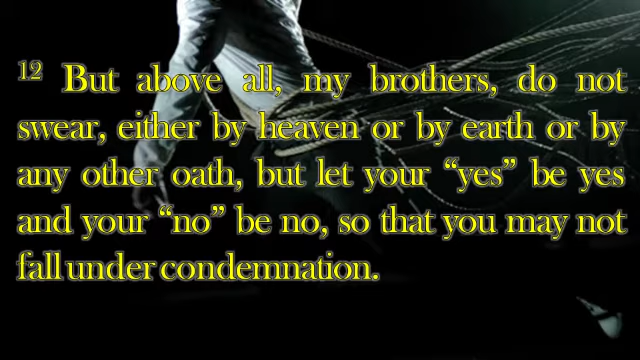 12 But above all, my brothers, do not
swear, either by heaven or by earth or by
any other oath, but let your “yes” be yes
and your “no” be no, so that you may not
fall under condemnation.